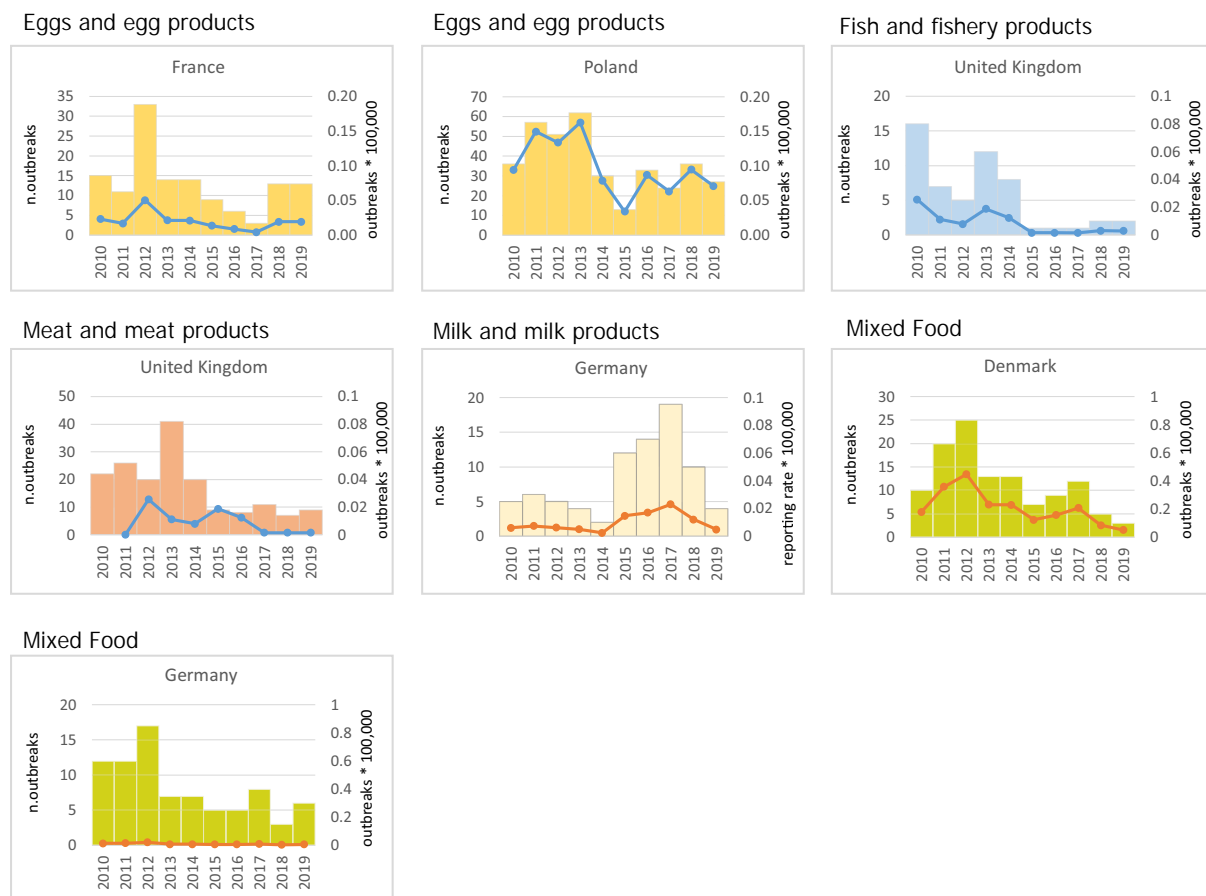 Eggs and egg products
France
n.outbreaks
35
30
25
20
15
10
5
0
0.20
0.15
0.10
0.05
0.00
outbreaks * 100,000
2010 2011 2012 2013 2014 2015 2016 2017 2018 2019
Eggs and egg products
Poland
n.outbreaks
70
60
50
40
30
20
10
0
0.20
0.15
0.10
0.05
0.00
outbreaks * 100,000
2010 2011 2012 2013 2014 2015 2016 2017 2018 2019
Fish and fishery products
United Kingdom
n.outbreaks
20
15
10
5
0
0.1
0.08
0.06
0.04
0.02
0
outbreaks * 100,000
2010 2011 2012 2013 2014 2015 2016 2017 2018 2019
Meat and meat products
United Kingdom
n.outbreaks
50
40
30
20
10
0
0.1
0.08
0.06
0.04
0.02
0
outbreaks * 100,000
2010 2011 2012 2013 2014 2015 2016 2017 2018 2019
Milk and milk products
Germany
n.outbreaks
20
15
10
5
0
0.1
0.08
0.06
0.04
0.02
0
reporting rate * 100,000
2010 2011 2012 2013 2014 2015 2016 2017 2018 2019
Mixed Food
Denmark
n.outbreaks
30
25
20
15
10
5
0
1
0.8
0.6
0.4
0.2
0
outbreaks * 100,000
2010 2011 2012 2013 2014 2015 2016 2017 2018 2019
Mixed Food
Germany
n.outbreaks
20
15
10
5
0
1
0.8
0.6
0.4
0.2
0
outbreaks * 100,000
2010 2011 2012 2013 2014 2015 2016 2017 2018 2019